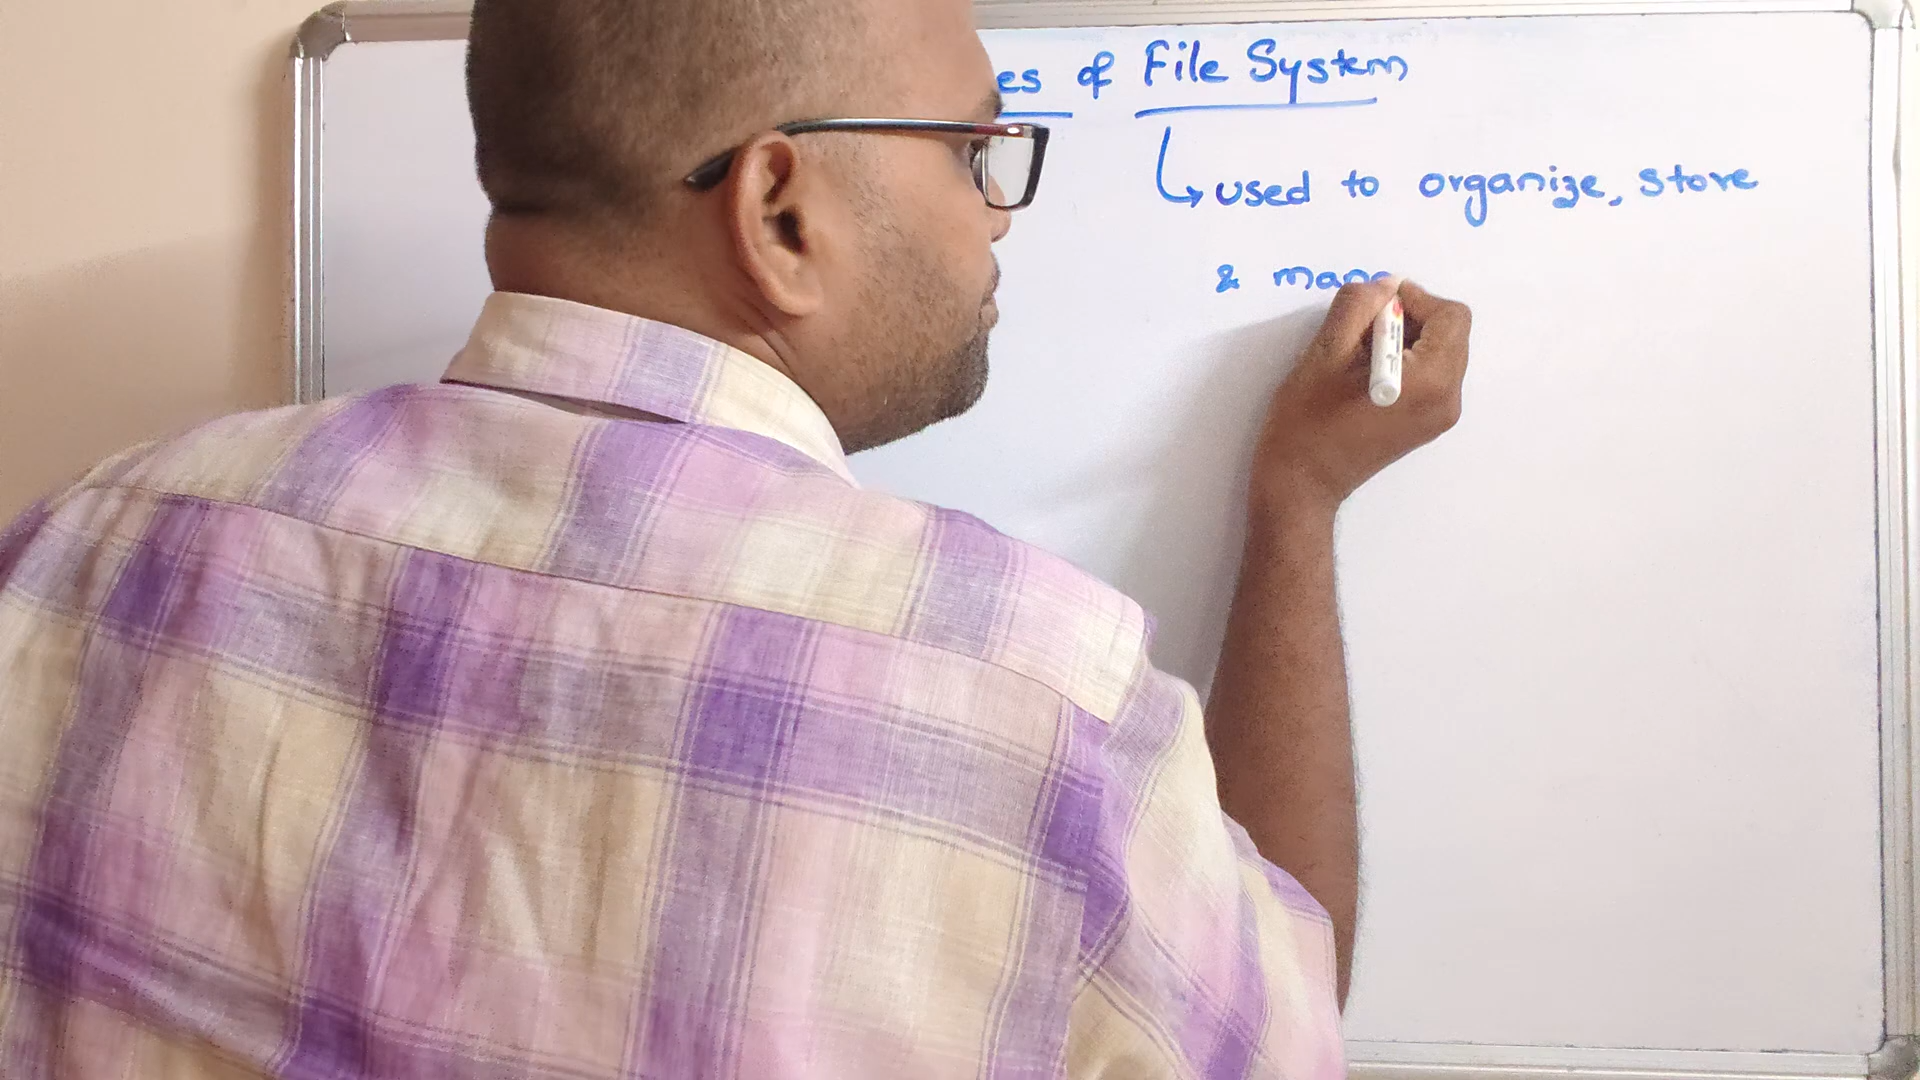 es of File System
used to organize, store
& mana